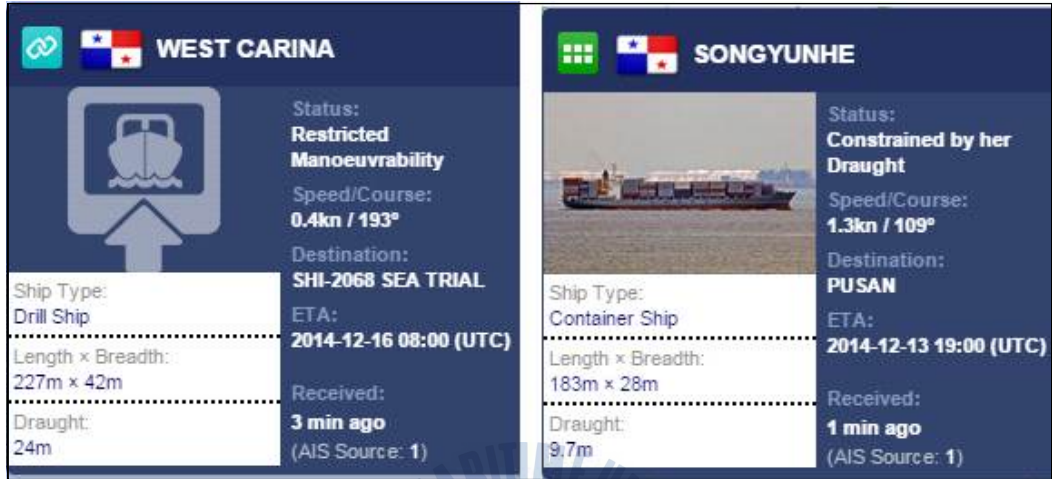 WEST CARINA
Status:
Restricted
Manoeuvrability
Speed/Course:
0.4kn / 193°
Destination:
SHI-2068 SEA TRIAL
ETA:
2014-12-16 08:00 (UTC)
Received:
3 min ago
(AIS Source: 1)
Ship Type:
Drill Ship
Length × Breadth:
227m × 42m
Draught:
24m
SONGYUNHE
Status:
Constrained by her
Draught
Speed/Course:
1.3kn / 109°
Destination:
PUSAN
ETA:
2014-12-13 19:00 (UTC)
Received:
1 min ago
(AIS Source: 1)
Ship Type:
Container Ship
Length × Breadth:
183m × 28m
Draught:
9.7m